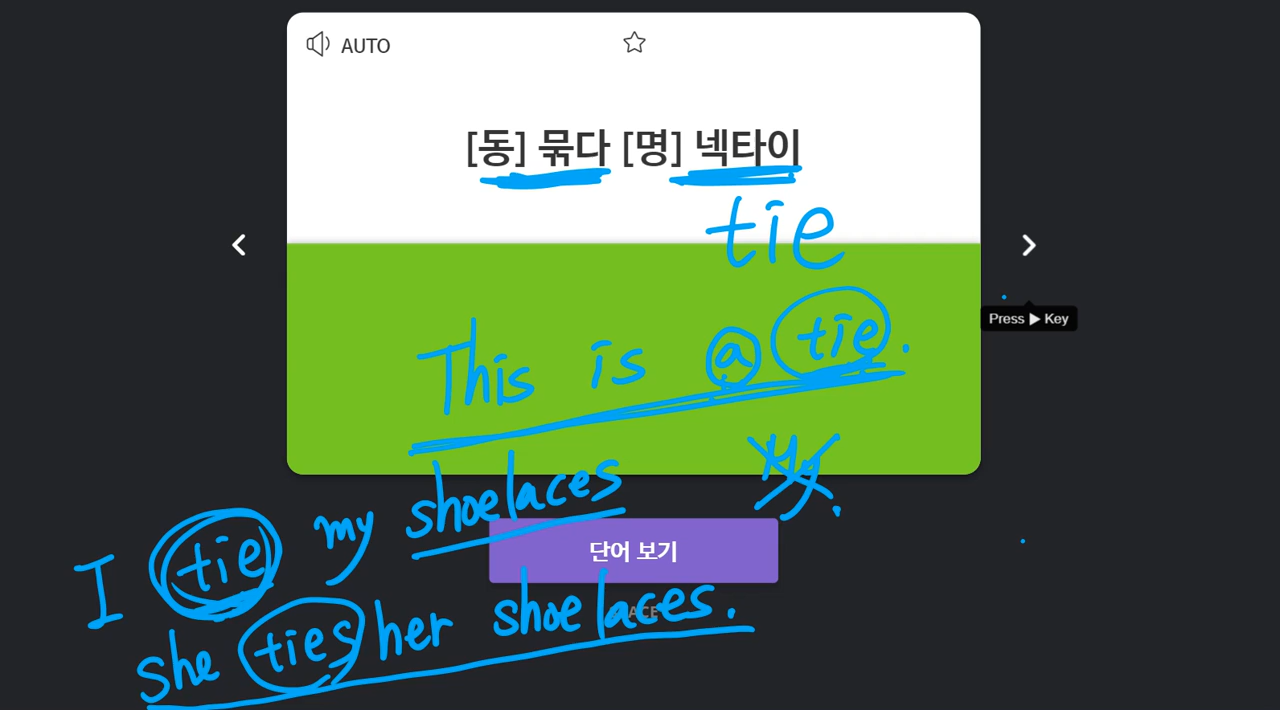 AUTO
[동] 묶다 [명] 넥타이
tie
This is a tie.
Press ▶ Key
I tie my shoelaces
단어 보기
she ties her shoelaces.